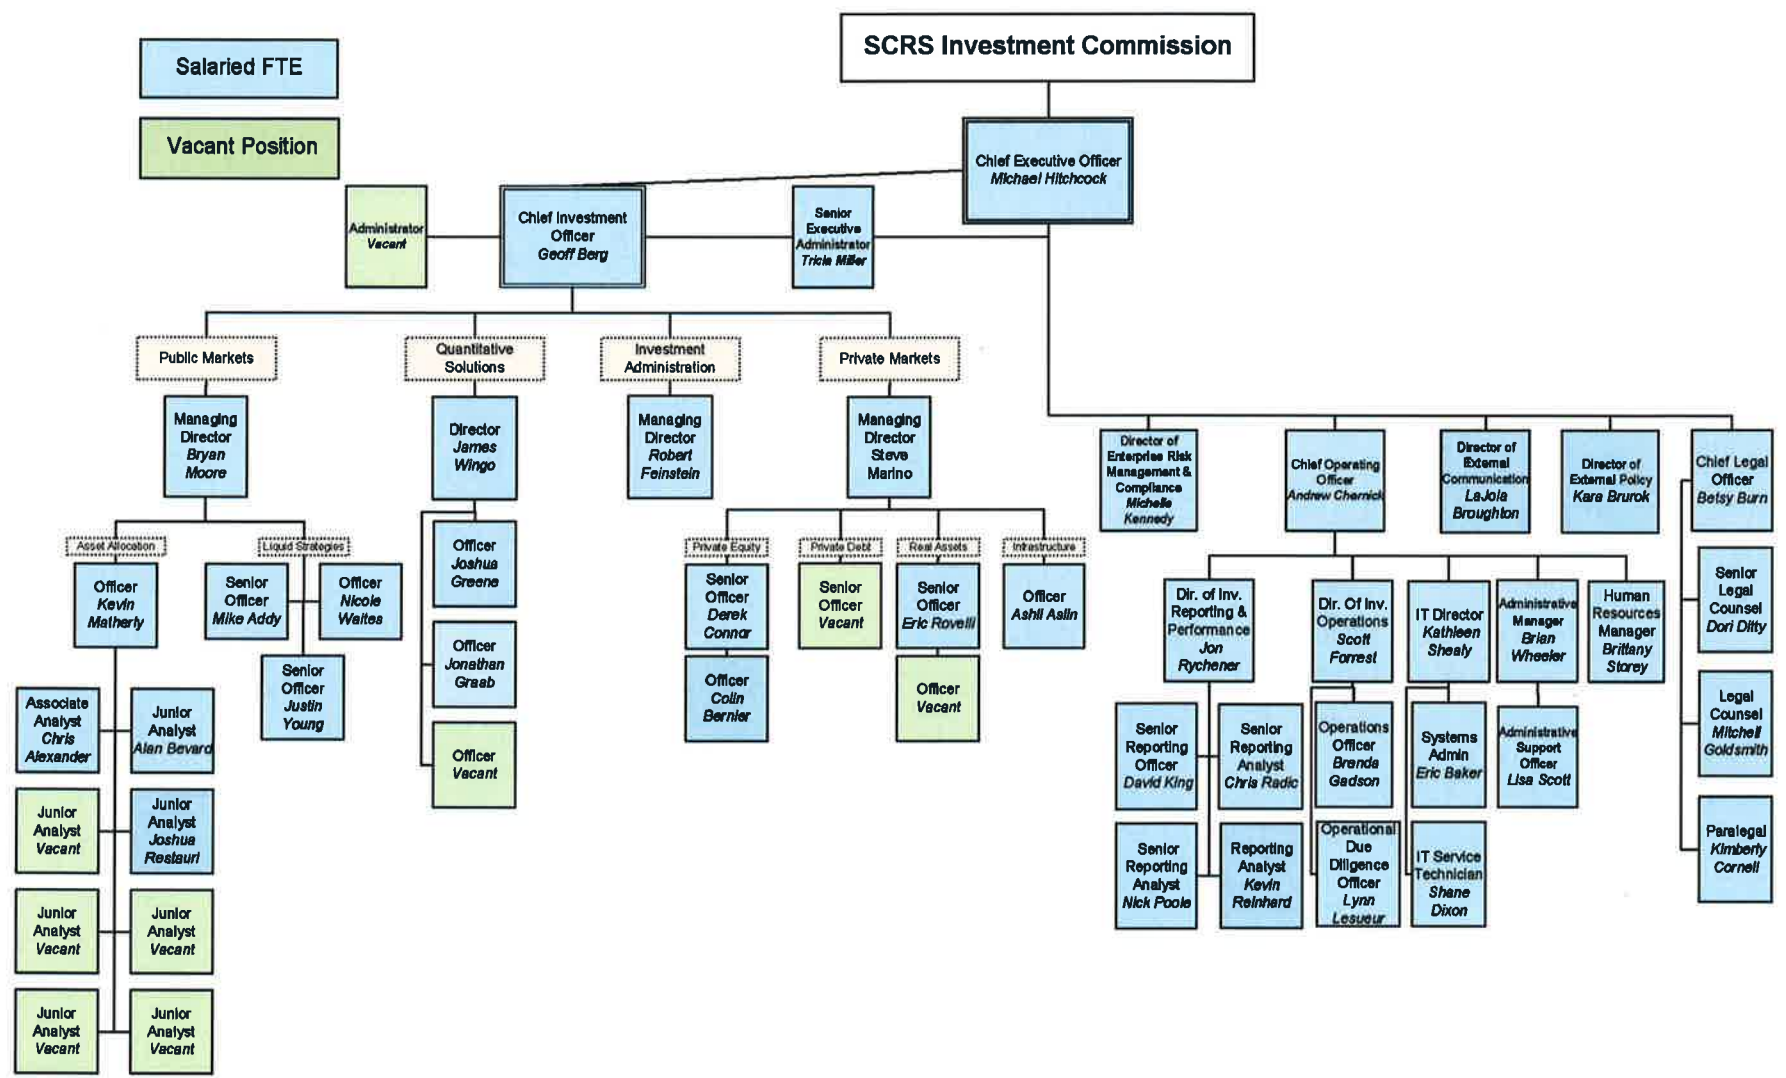 SCRS Investment Commission
Salaried FTE
Vacant Position
Chief Executive Officer
Michael Hitchcock
Administrator
Vacant
Chief Investment
Officer
Geoff Berg
Senior
Executive
Administrator
Tricia Miller
Public Markets
Quantitative
Solutions
Investment
Administration
Private Markets
Managing
Director
Bryan
Moore
Director
James
Wingo
Managing
Director
Robert
Feinstein
Managing
Director
Steve
Marino
Asset Allocation
Liquid Strategies
Officer
Kevin
Matherly
Senior
Officer
Mike Addy
Officer
Nicole
Waites
Senior
Officer
Justin
Young
Associate
Analyst
Chris
Alexander
Junior
Analyst
Alan Bevard
Junior
Analyst
Vacant
Junior
Analyst
Joshua
Restauri
Junior
Analyst
Vacant
Junior
Analyst
Vacant
Junior
Analyst
Vacant
Junior
Analyst
Vacant
Officer
Joshua
Greene
Officer
Jonathan
Graab
Officer
Vacant
Private Equity
Private Debt
Real Assets
Infrastructure
Senior
Officer
Derek
Connor
Senior
Officer
Vacant
Senior
Officer
Eric Rovelli
Officer
Ashli Aslin
Officer
Colin
Bernier
Officer
Vacant
Director of
Enterprise Risk
Management &
Compliance
Michelle
Kennedy
Chief Operating
Officer
Andrew Chernick
Director of
External
Communication
LaJoia
Broughton
Director of
External Policy
Kara Brurok
Chief Legal
Officer
Betsy Burn
Dir. of Inv.
Reporting &
Performance
Jon
Rychener
Dir. Of Inv.
Operations
Scott
Forrest
IT Director
Kathleen
Shealy
Administrative
Manager
Brian
Wheeler
Human
Resources
Manager
Brittany
Storey
Senior
Legal
Counsel
Dori Ditty
Senior
Reporting
Officer
David King
Senior
Reporting
Analyst
Chris Radic
Operations
Officer
Brenda
Gadson
Systems
Admin
Eric Baker
Administrative
Support
Officer
Lisa Scott
Legal
Counsel
Mitchell
Goldsmith
Senior
Reporting
Analyst
Nick Poole
Reporting
Analyst
Kevin
Reinhard
Operational
Due
Diligence
Officer
Lynn
Lesueur
IT Service
Technician
Shane
Dixon
Paralegal
Kimberly
Cornell